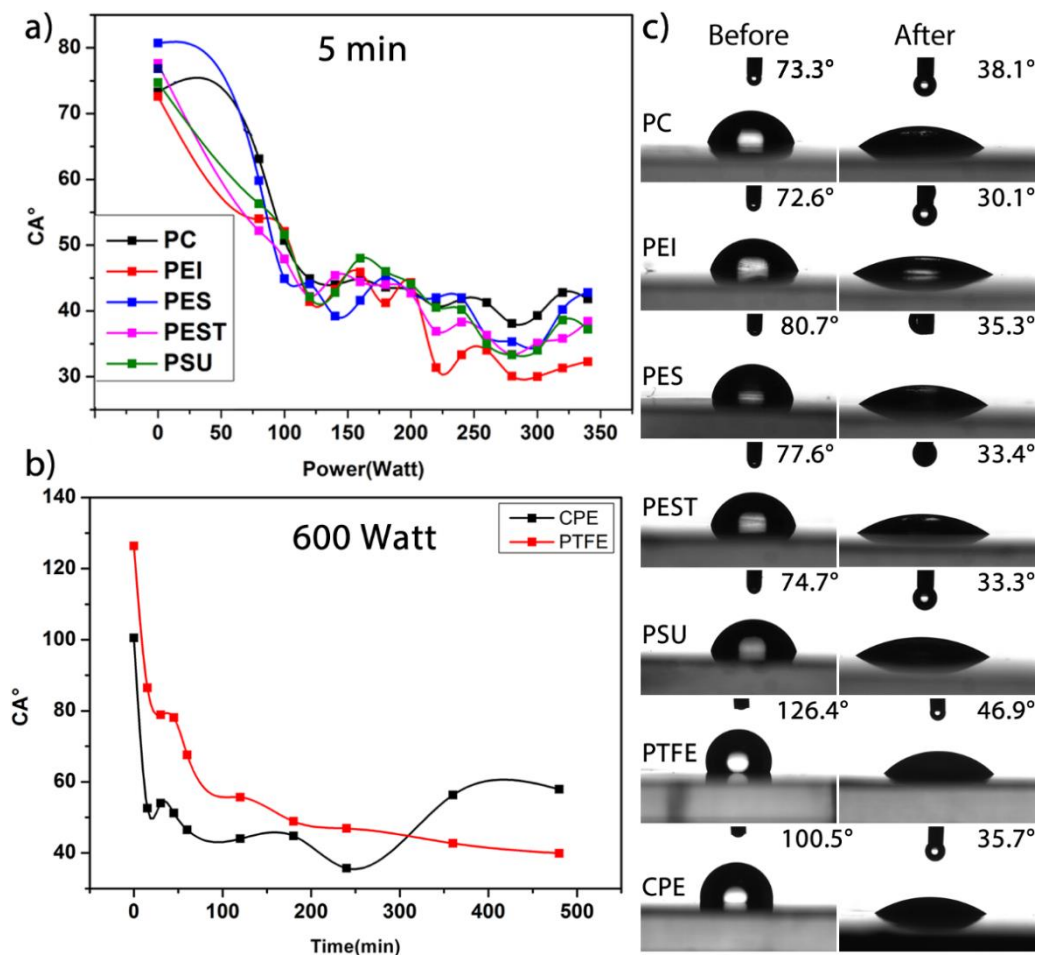 a)
5 min
80
70
60
50
40
30
CA°
PC
PEI
PES
PEST
PSU
0 50 100 150 200 250 300 350
Power(Watt)
b)
600 Watt
CPE
PTFE
140
120
100
80
60
40
CA°
0 100 200 300 400 500
Time(min)
c)
Before After
73.3° 38.1°
PC
72.6° 30.1°
PEI
80.7° 35.3°
PES
77.6° 33.4°
PEST
74.7° 33.3°
PSU
126.4° 46.9°
PTFE
100.5° 35.7°
CPE